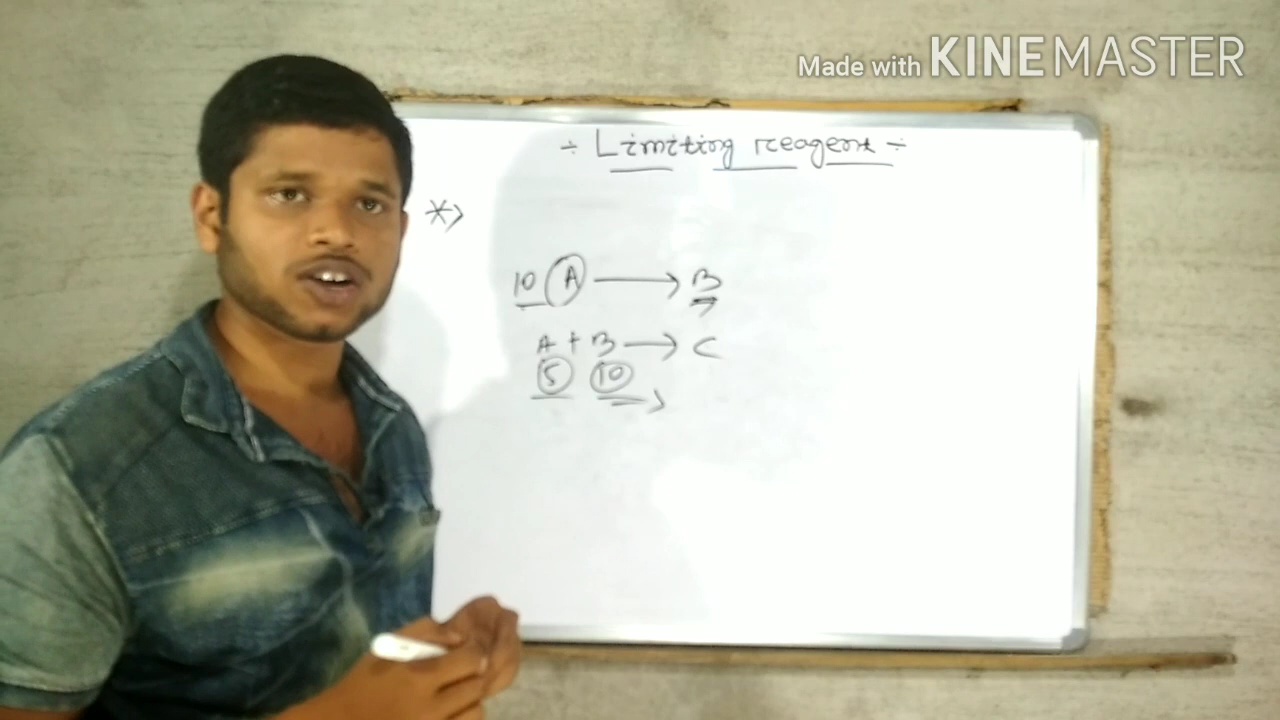 Made with KINEMASTER
÷ Limiting reagent ÷
*>
10 A ⟶ B
A + B ⟶ C
5 10